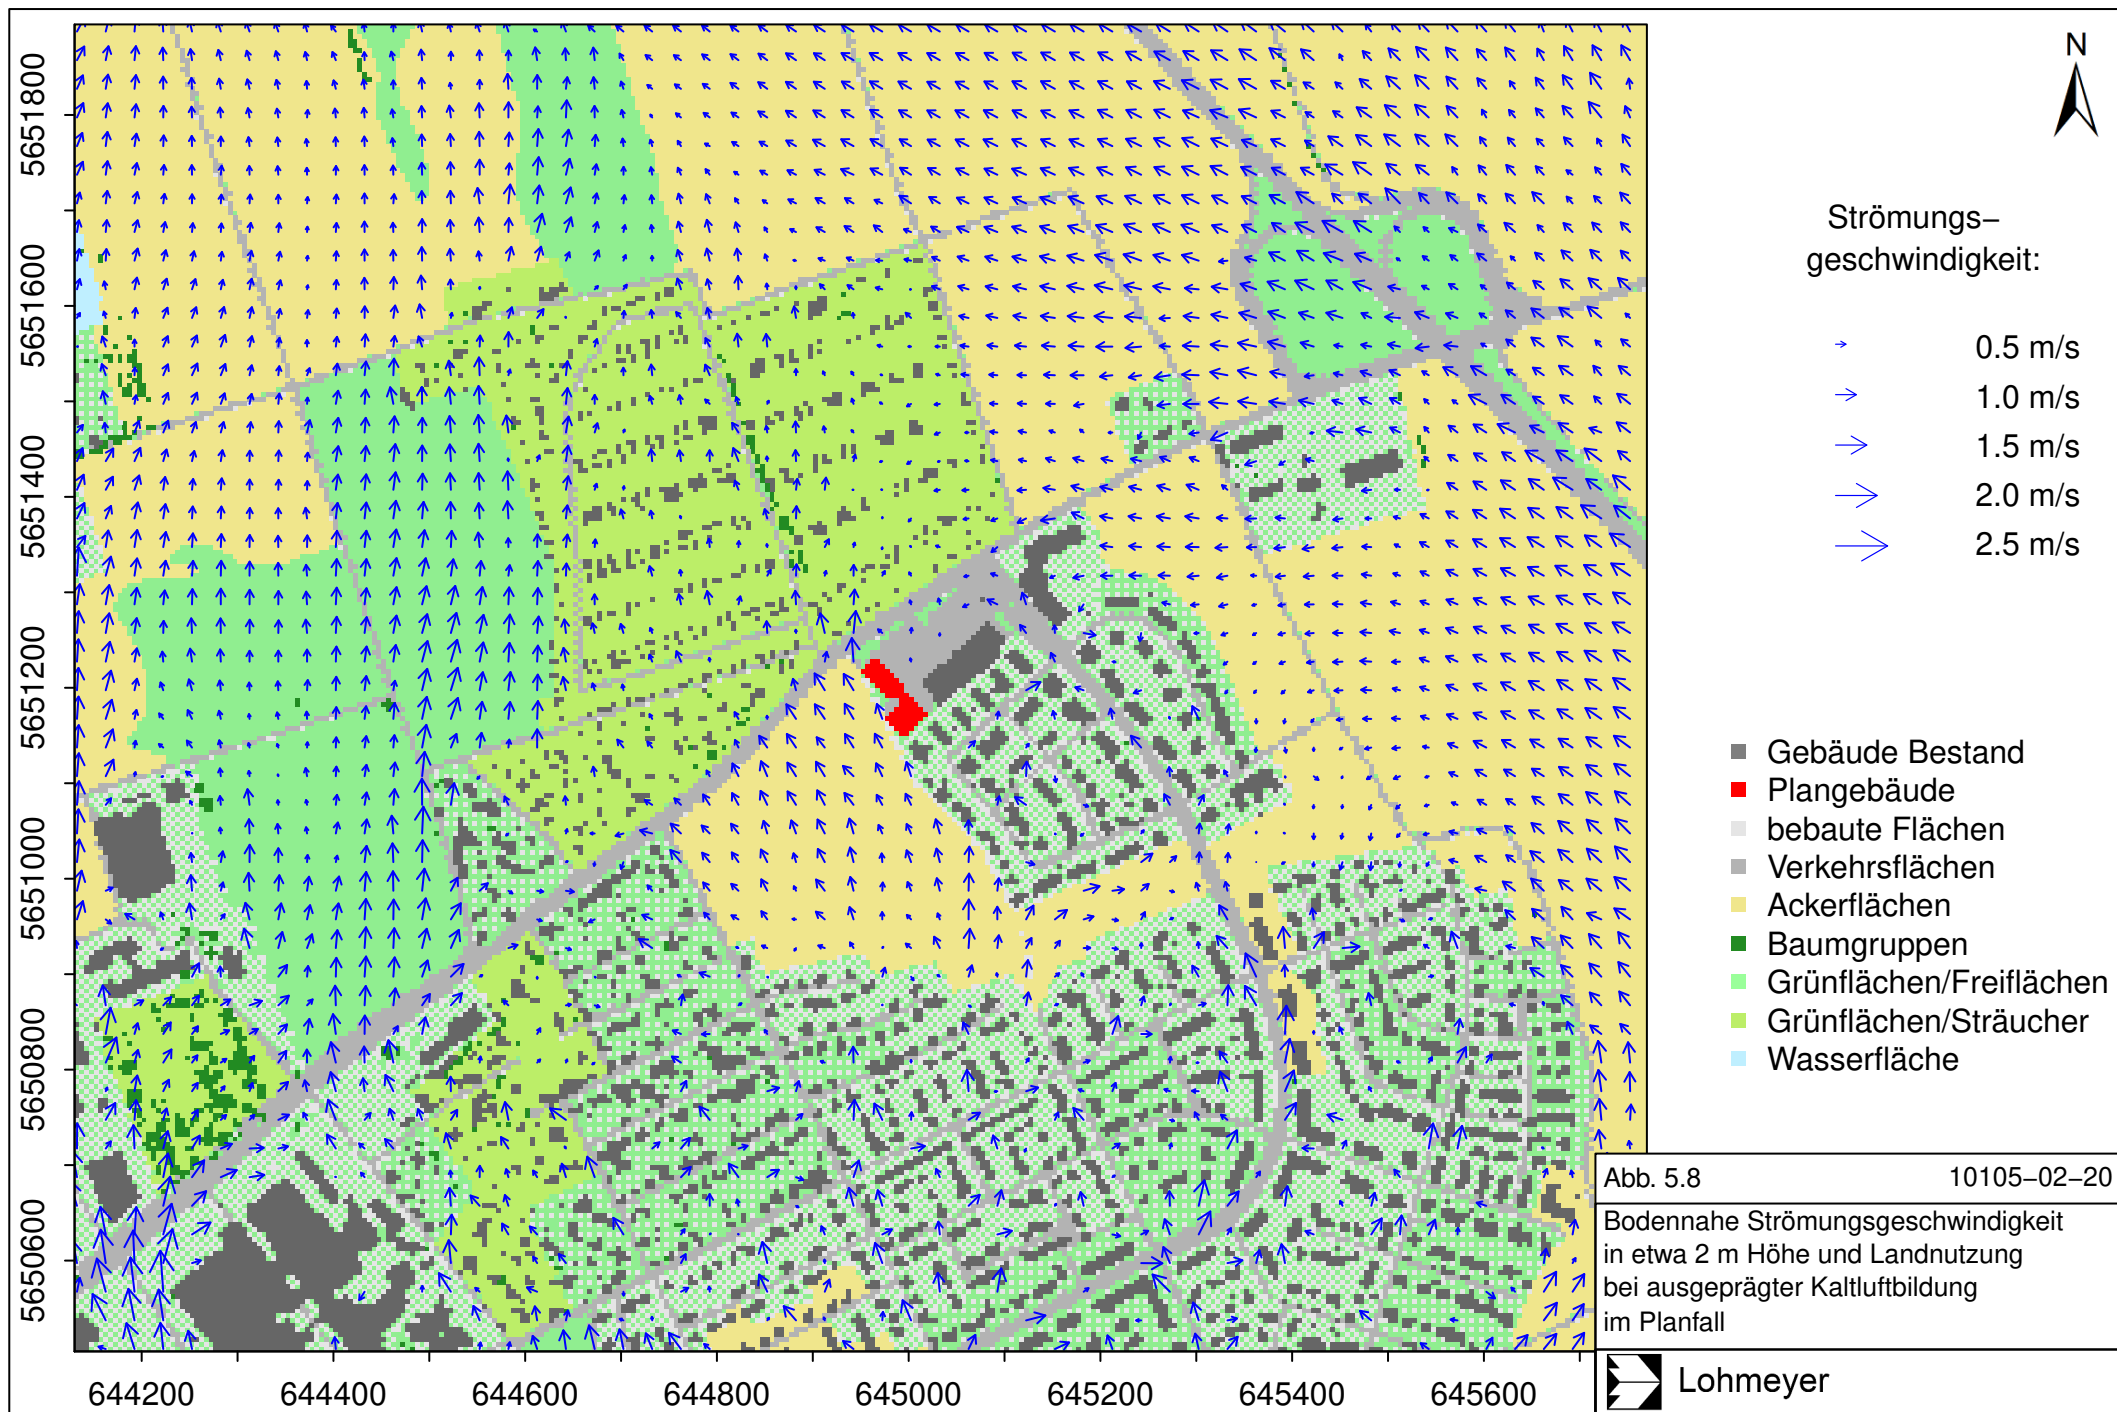 N
Strömungs–
geschwindigkeit:
0.5 m/s
1.0 m/s
1.5 m/s
2.0 m/s
2.5 m/s
Gebäude Bestand
Plangebäude
bebaute Flächen
Verkehrsflächen
Ackerflächen
Baumgruppen
Grünflächen/Freiflächen
Grünflächen/Sträucher
Wasserfläche
5651800
5651600
5651400
5651200
5651000
5650800
5650600
644200
644400
644600
644800
645000
645200
645400
645600
Abb. 5.8 10105–02–20
Bodennahe Strömungsgeschwindigkeit
in etwa 2 m Höhe und Landnutzung
bei ausgeprägter Kaltluftbildung
im Planfall
Lohmeyer